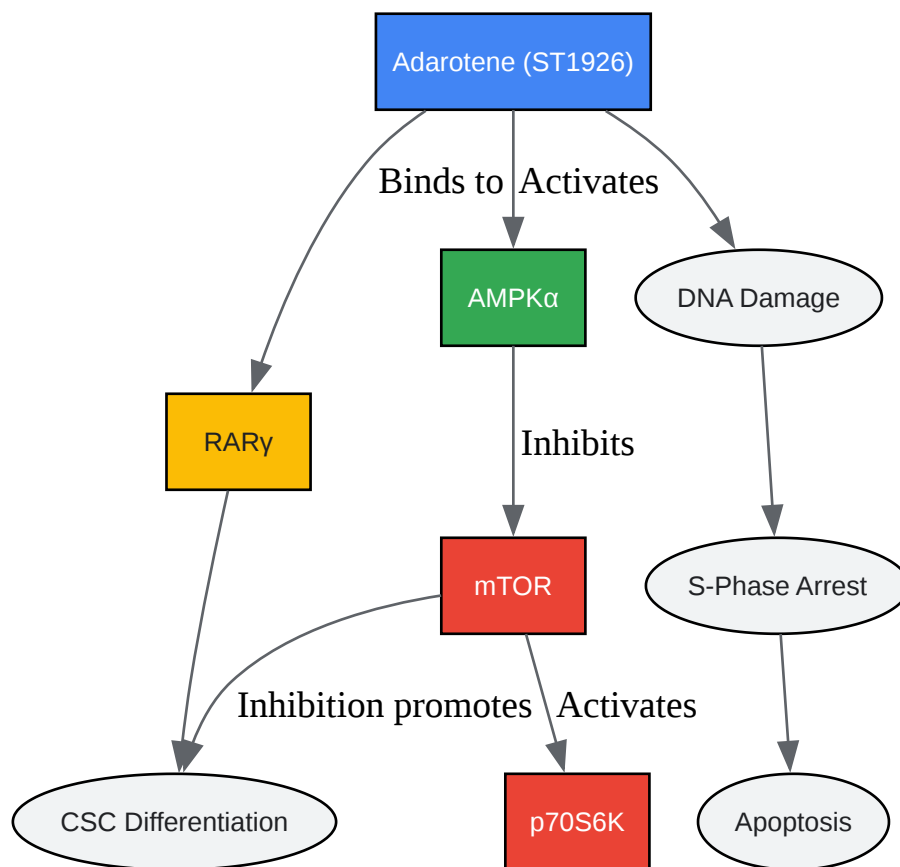 Adarotene (ST1926)
Binds to
Activates
AMPKα
DNA Damage
RARγ
Inhibits
mTOR
S-Phase Arrest
Inhibition promotes
Activates
CSC Differentiation
p70S6K
Apoptosis